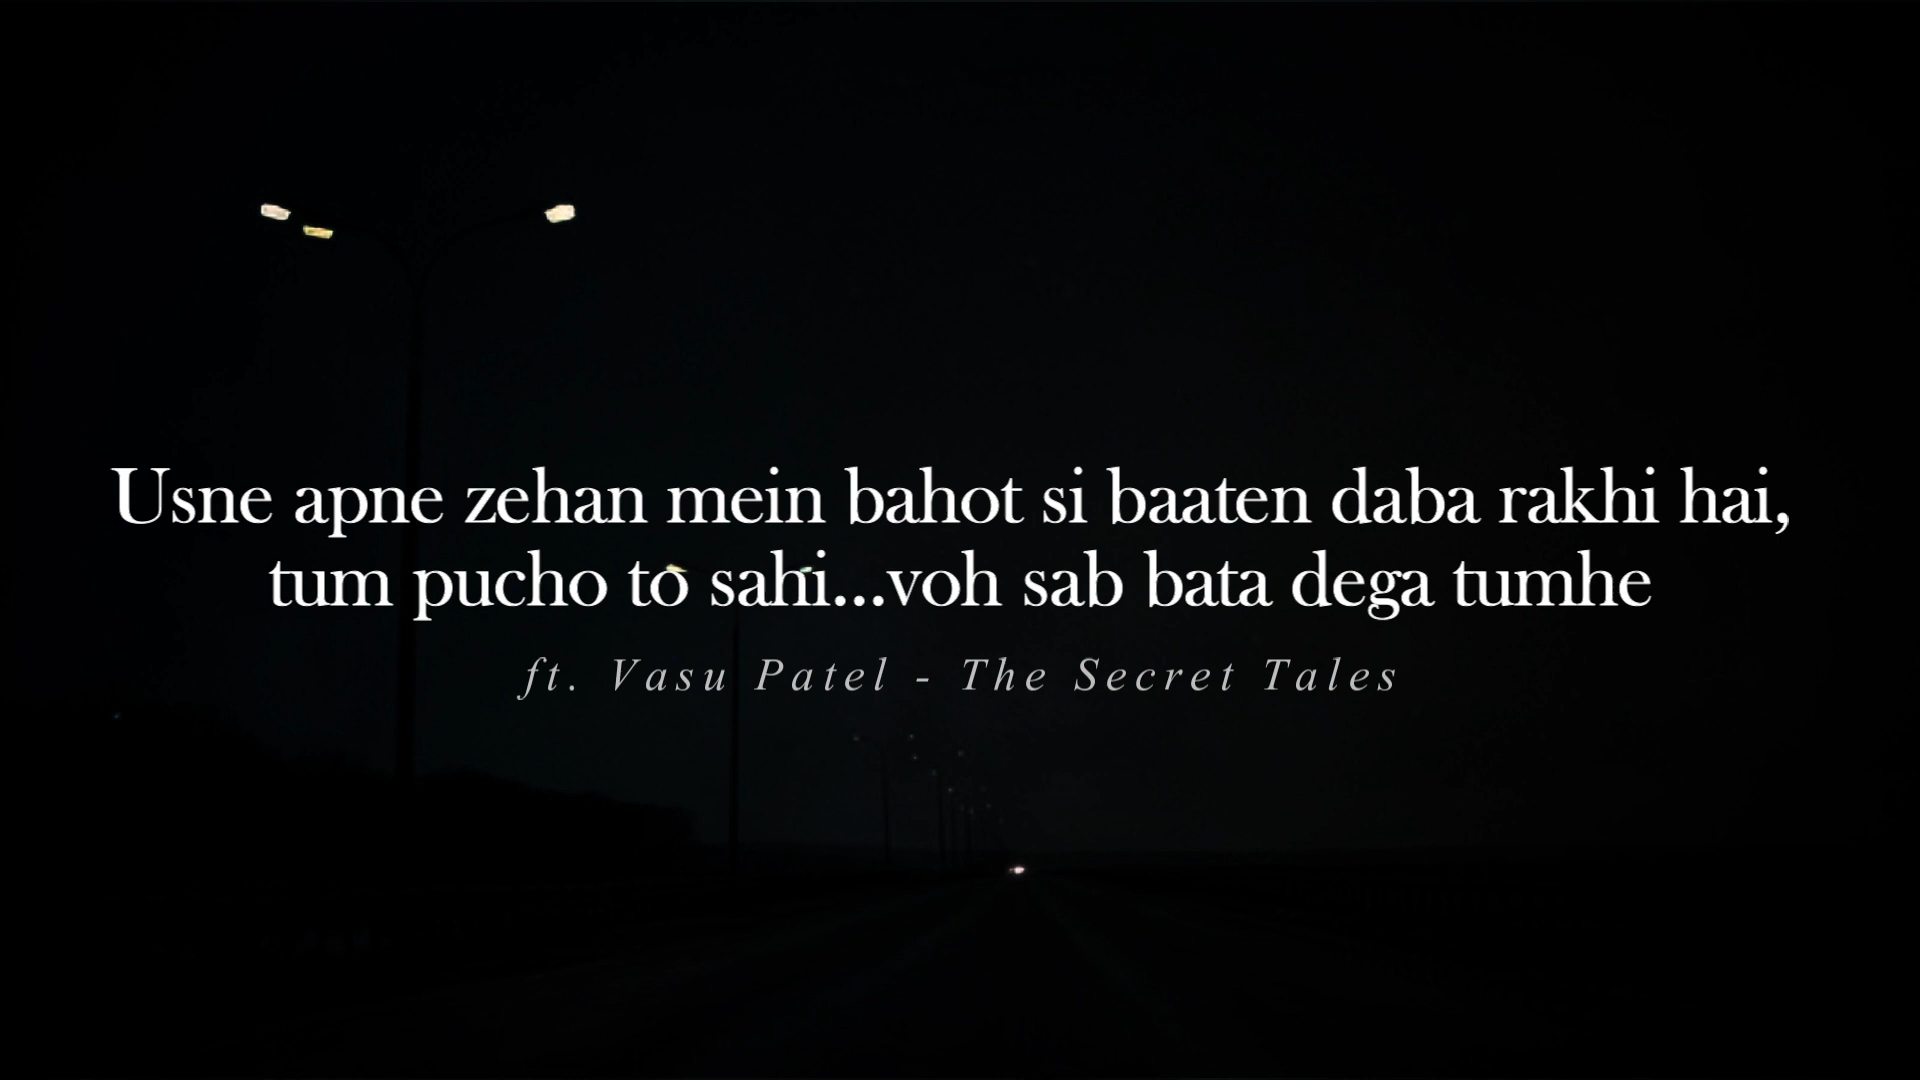 Usne apne zehan mein bahot si baaten daba rakhi hai,
tum pucho to sahi...voh sab bata dega tumhe
ft. Vasu Patel - The Secret Tales